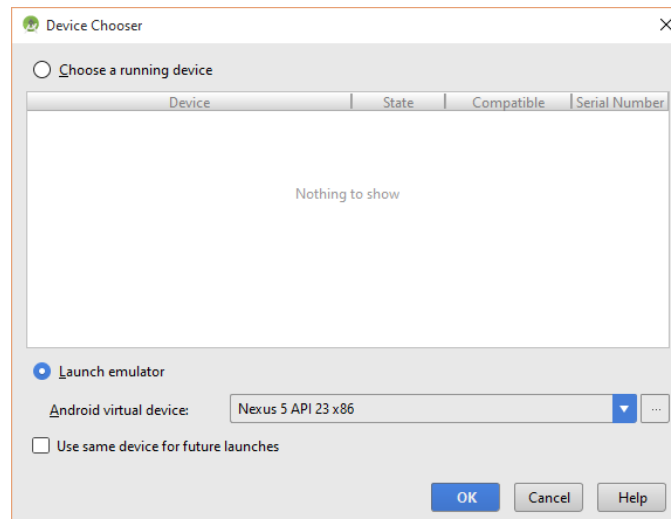 Device Chooser
Choose a running device
Device State Compatible Serial Number
Nothing to show
Launch emulator
Android virtual device: Nexus 5 API 23 x86 ...
Use same device for future launches
OK Cancel Help